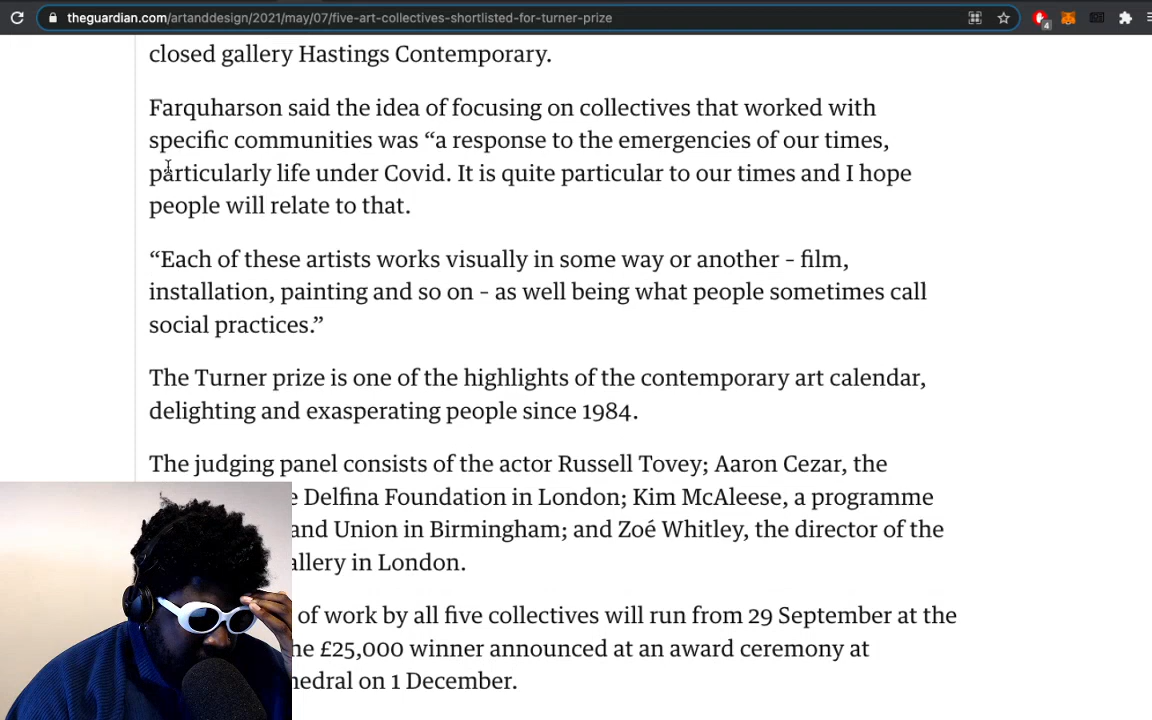 theguardian.com/artanddesign/2021/may/07/five-art-collectives-shortlisted-for-turner-prize
4
closed gallery Hastings Contemporary.
Farquharson said the idea of focusing on collectives that worked with
specific communities was “a response to the emergencies of our times,
particularly life under Covid. It is quite particular to our times and I hope
people will relate to that.
“Each of these artists works visually in some way or another – film,
installation, painting and so on – as well being what people sometimes call
social practices.”
The Turner prize is one of the highlights of the contemporary art calendar,
delighting and exasperating people since 1984.
The judging panel consists of the actor Russell Tovey; Aaron Cezar, the
Delfina Foundation in London; Kim McAleese, a programme
and Union in Birmingham; and Zoé Whitley, the director of the
allery in London.
of work by all five collectives will run from 29 September at the
he £25,000 winner announced at an award ceremony at
hedral on 1 December.